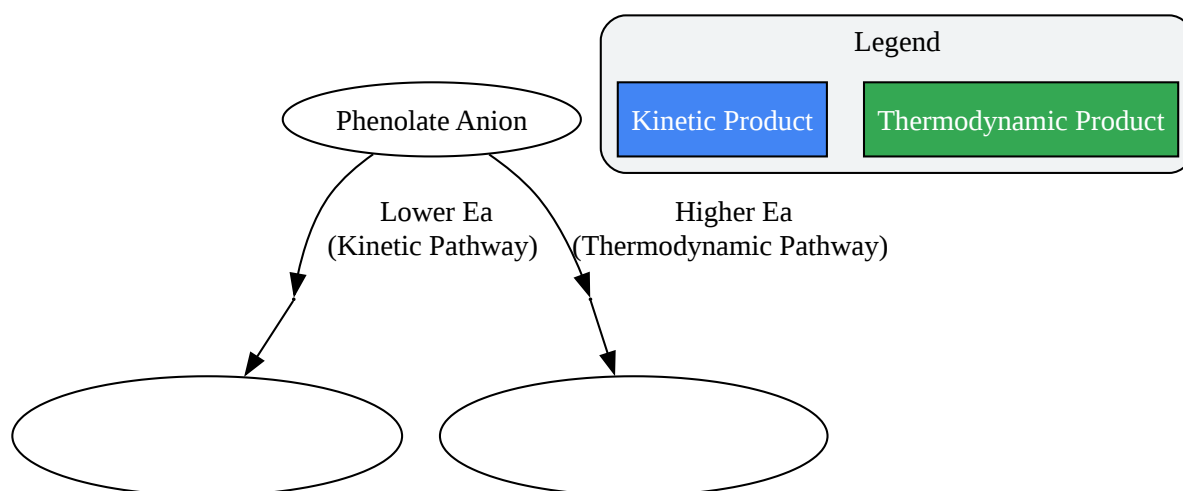 Legend
Kinetic Product
Thermodynamic Product
Phenolate Anion
Lower Ea
(Kinetic Pathway)
Higher Ea
(Thermodynamic Pathway)